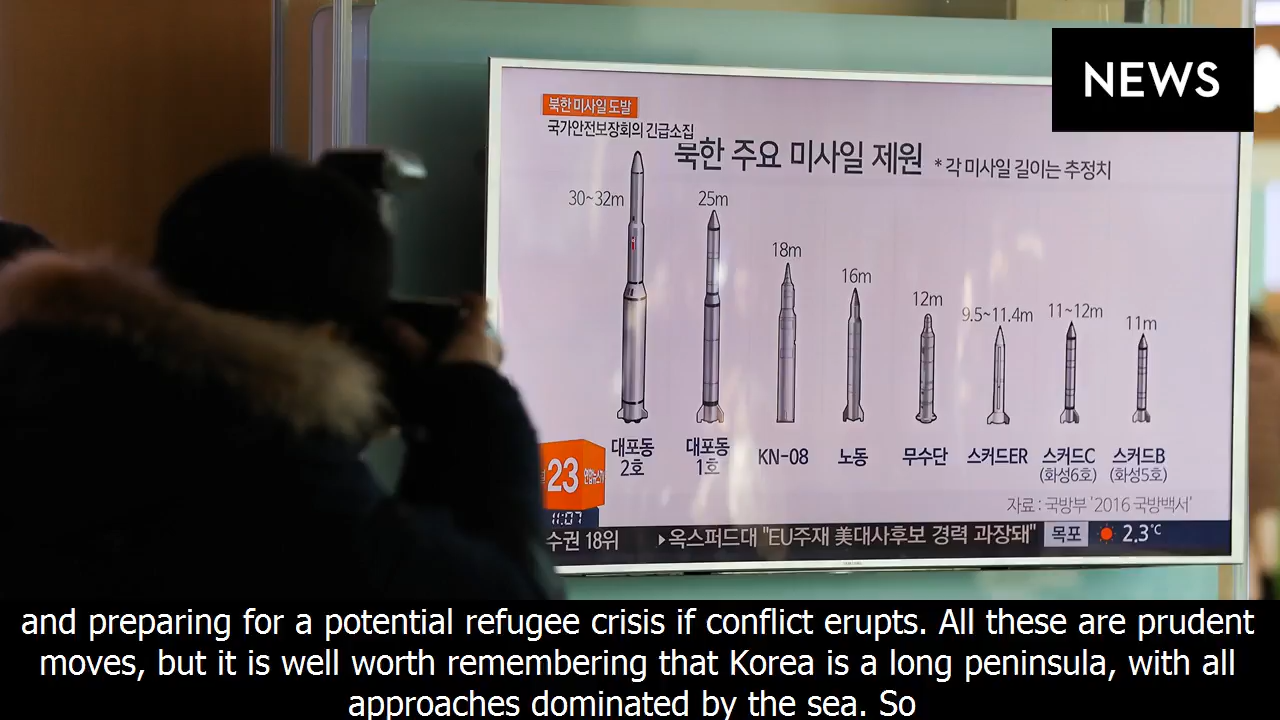 NEWS
북한 미사일 도발
국가안전보장회의 긴급소집
북한 주요 미사일 제원 *각 미사일 길이는 추정치
30~32m
25m
18m
16m
12m
9.5~11.4m
11~12m
11m
대포동
2호
대포동
1호
KN-08
노동
무수단
스커드ER
스커드C
(화성6호)
스커드B
(화성5호)
23 연합뉴스TV
자료 : 국방부 '2016 국방백서'
11:07
수권 18위 ▶옥스퍼드대 "EU주재 美대사후보 경력 과장돼" 목포 2.3℃
and preparing for a potential refugee crisis if conflict erupts. All these are prudent
moves, but it is well worth remembering that Korea is a long peninsula, with all
approaches dominated by the sea. So